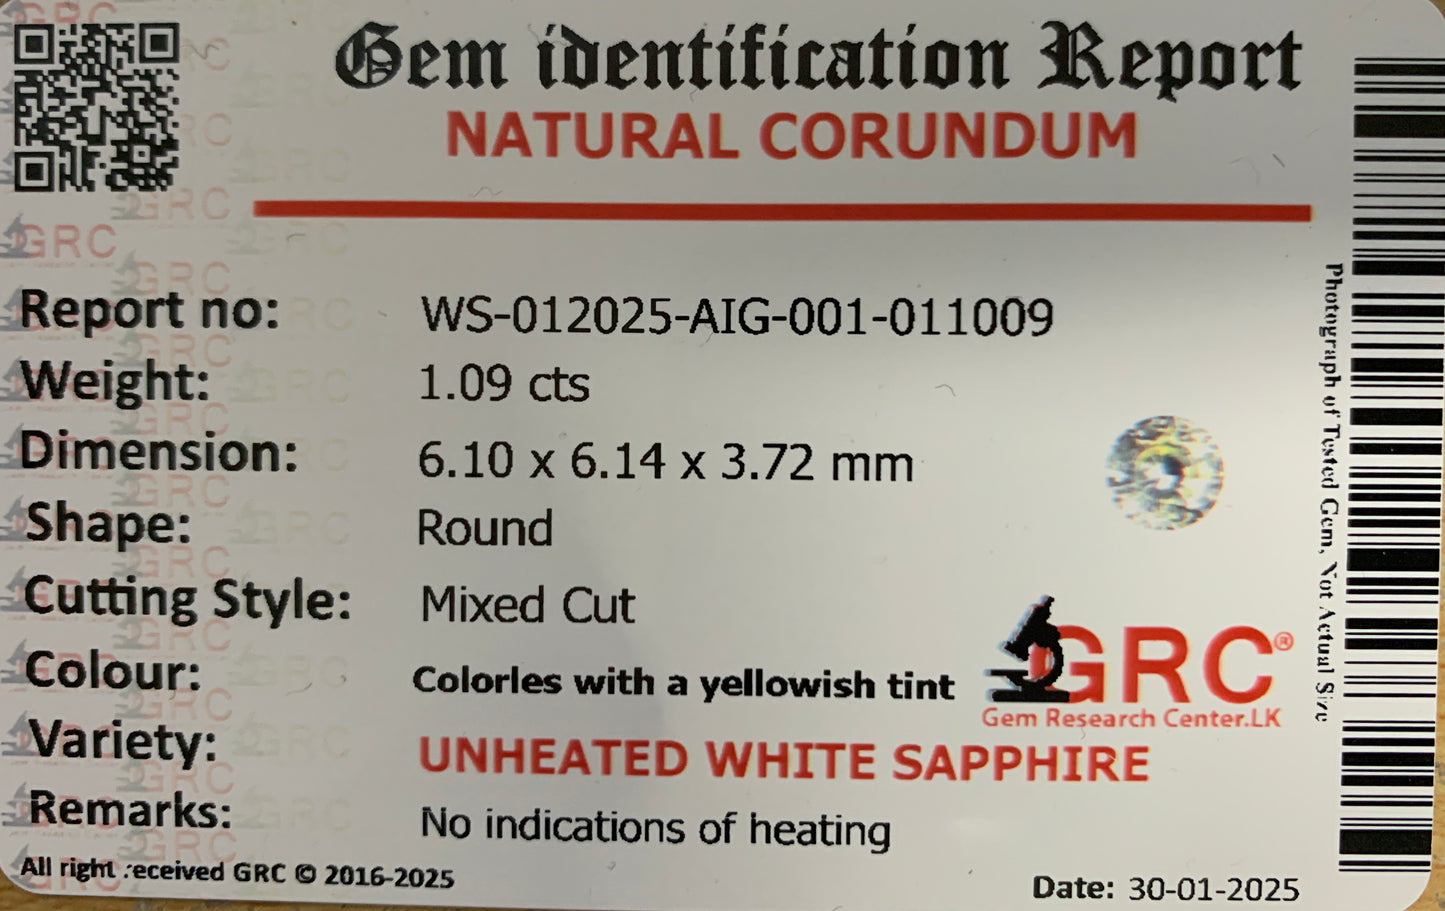 Gem identification Report
NATURAL CORUNDUM
GRC
Report no: WS-012025-AIG-001-011009
Weight: 1.09 cts
Dimension: 6.10 x 6.14 x 3.72 mm
Shape: Round
Cutting Style: Mixed Cut
Colour: Colorles with a yellowish tint
Variety: UNHEATED WHITE SAPPHIRE
Remarks: No indications of heating
All right :eceived GRC © 2016-2025
GRC®
Gem Research Center.LK
Date: 30-01-2025
Photograph of Tested Gem, Not Actual Size